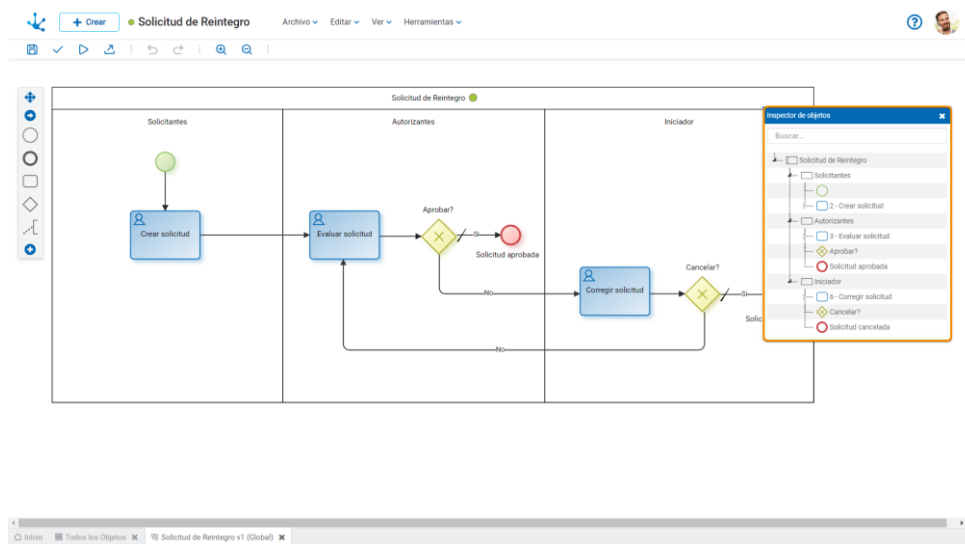 + Crear
Solicitud de Reintegro
Archivo
Editar
Ver
Herramientas
?
Solicitud de Reintegro
Solicitantes
Autorizantes
Iniciador
Crear solicitud
Evaluar solicitud
Aprobar?
Si
Solicitud aprobada
No
Corregir solicitud
Cancelar?
Si
Solic
No
Inspector de objetos
Buscar...
Solicitud de Reintegro
Solicitantes
2 - Crear solicitud
Autorizantes
3 - Evaluar solicitud
Aprobar?
Solicitud aprobada
Iniciador
6 - Corregir solicitud
Cancelar?
Solicitud cancelada
Inicio
Todos los Objetos
Solicitud de Reintegro v1 (Global)